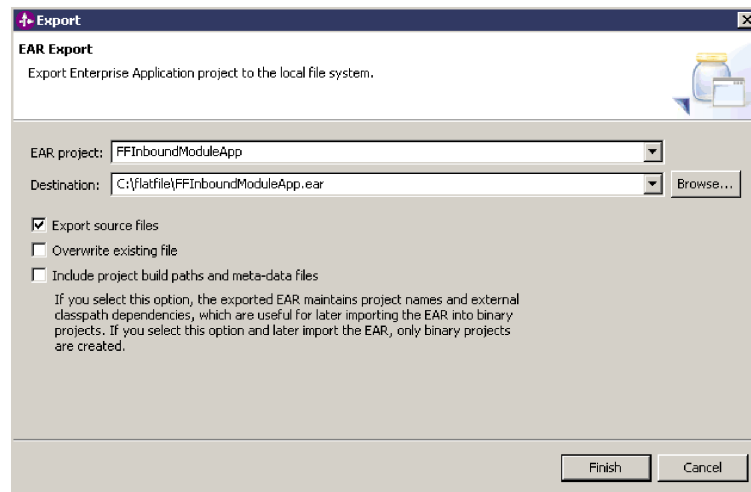 Export
EAR Export
Export Enterprise Application project to the local file system.
EAR project: FFInboundModuleApp
Destination: C:\flatfile\FFInboundModuleApp.ear Browse...
Export source files
Overwrite existing file
Include project build paths and meta-data files
If you select this option, the exported EAR maintains project names and external
classpath dependencies, which are useful for later importing the EAR into binary
projects. If you select this option and later import the EAR, only binary projects
are created.
Finish Cancel